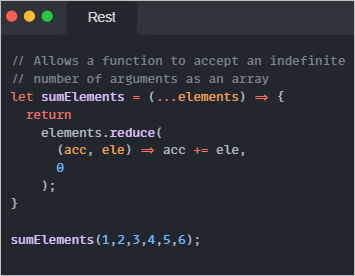 Rest
// Allows a function to accept an indefinite
// number of arguments as an array
let sumElements = (...elements) => {
  return
    elements.reduce(
      (acc, ele) => acc += ele,
      0
    );
}
sumElements(1,2,3,4,5,6);